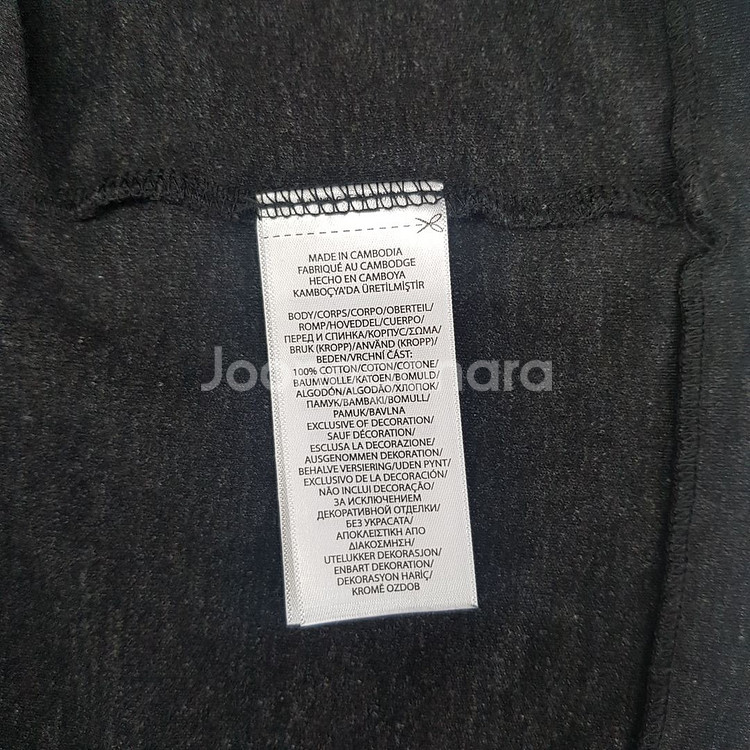 MADE IN CAMBODIA
FABRIQUÉ AU CAMBODGE
HECHO EN CAMBOYA
KAMBOÇYA'DA ÜRETİLMİŞTİR
BODY/CORPS/CORPO/OBERTEIL/
ROMP/HOVEDDEL/CUERPO/
ПЕРЕД И СПИНКА/КОРПУС/ΣΩΜΑ/
BRUK (KROPP)/ANVÄND (KROPP)/
BEDEN/VRCHNÍ ČÁST:
100% COTTON/COTON/COTONE/
BAUMWOLLE/KATOEN/BOMULD/
ALGODÓN/ALGODÃO/ХЛОПОК/
ПАМУК/ΒΑΜΒΑΚΙ/BOMULL/
PAMUK/BAVLNA
EXCLUSIVE OF DECORATION/
SAUF DÉCORATION/
ESCLUSA LA DECORAZIONE/
AUSGENOMMEN DEKORATION/
BEHALVE VERSIERING/UDEN PYNT/
EXCLUSIVO DE LA DECORACIÓN/
NÃO INCLUI DECORAÇÃO/
ЗА ИСКЛЮЧЕНИЕМ
ДЕКОРАТИВНОЙ ОТДЕЛКИ/
БЕЗ УКРАСАТА/
ΑΠΟΚΛΕΙΣΤΙΚΗ ΑΠΟ
ΔΙΑΚΟΣΜΗΣΗ/
UTELUKKER DEKORASJON/
ENBART DEKORATION/
DEKORASYON HARİÇ/
KROMĚ OZDOB